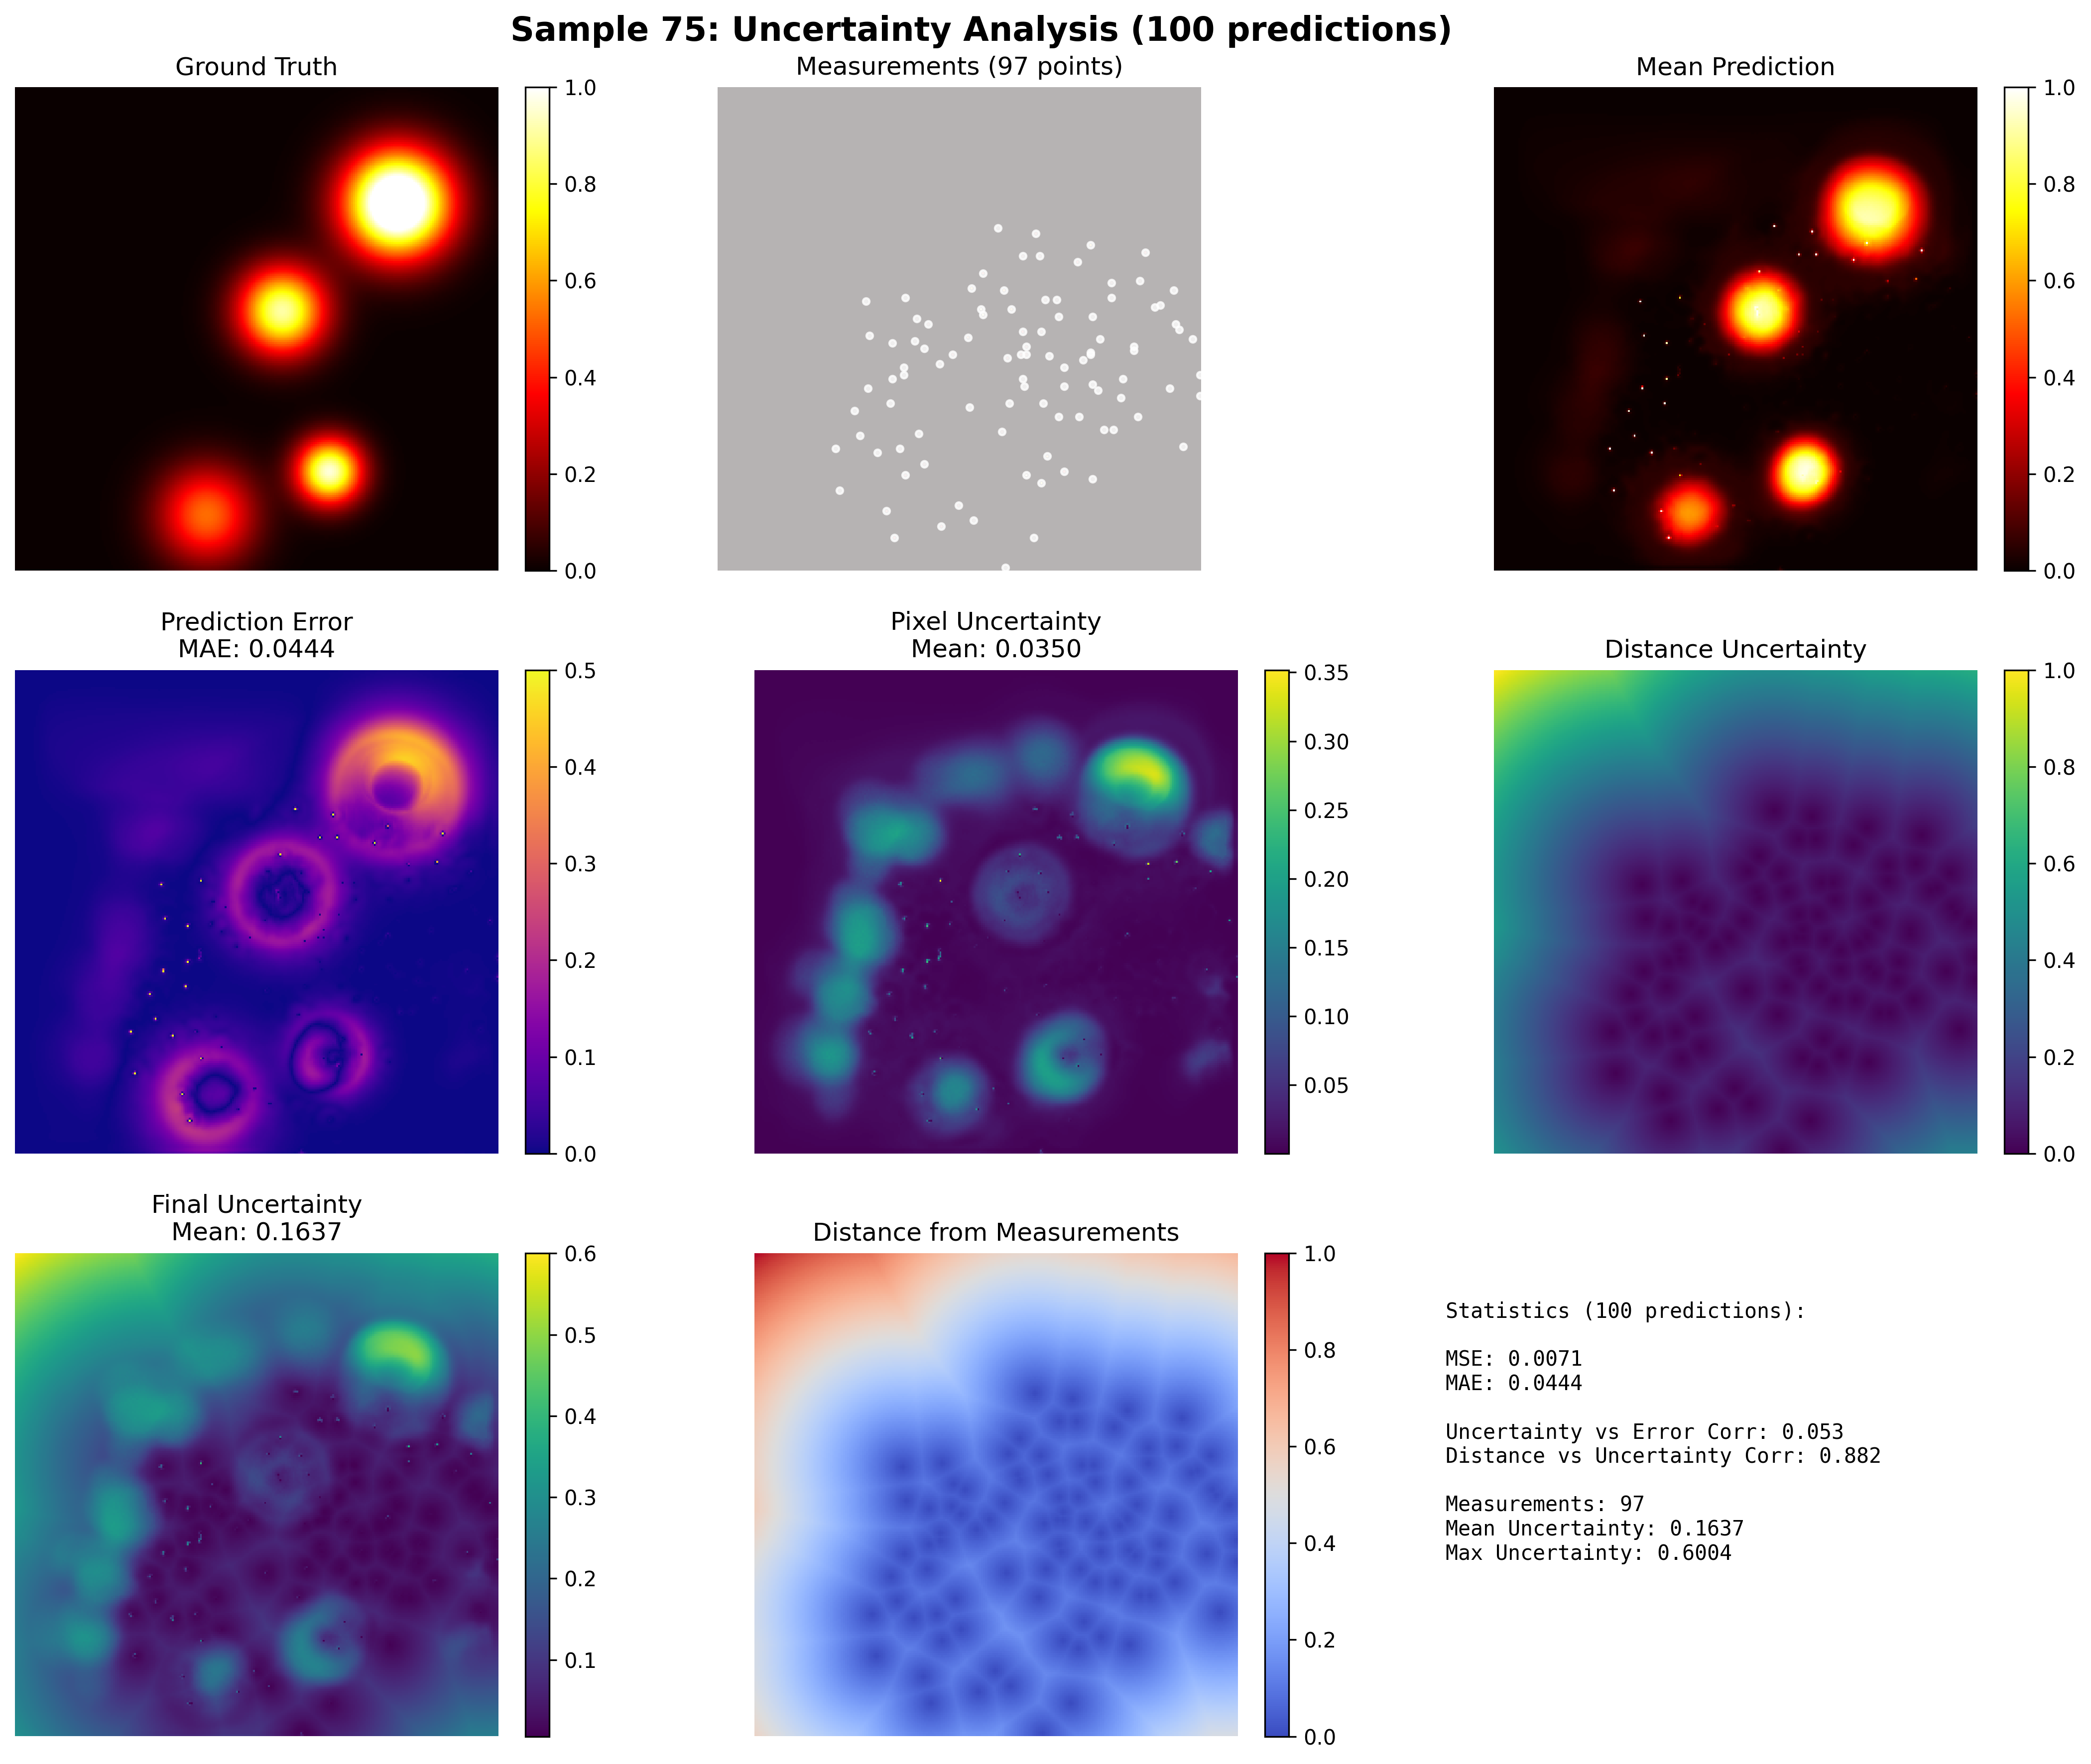 Sample 75: Uncertainty Analysis (100 predictions)
Ground Truth
1.0
0.8
0.6
0.4
0.2
0.0
Measurements (97 points)
Mean Prediction
1.0
0.8
0.6
0.4
0.2
0.0
Prediction Error
MAE: 0.0444
0.5
0.4
0.3
0.2
0.1
0.0
Pixel Uncertainty
Mean: 0.0350
0.35
0.30
0.25
0.20
0.15
0.10
0.05
Distance Uncertainty
1.0
0.8
0.6
0.4
0.2
0.0
Final Uncertainty
Mean: 0.1637
0.6
0.5
0.4
0.3
0.2
0.1
Distance from Measurements
1.0
0.8
0.6
0.4
0.2
0.0
Statistics (100 predictions):
MSE: 0.0071
MAE: 0.0444
Uncertainty vs Error Corr: 0.053
Distance vs Uncertainty Corr: 0.882
Measurements: 97
Mean Uncertainty: 0.1637
Max Uncertainty: 0.6004